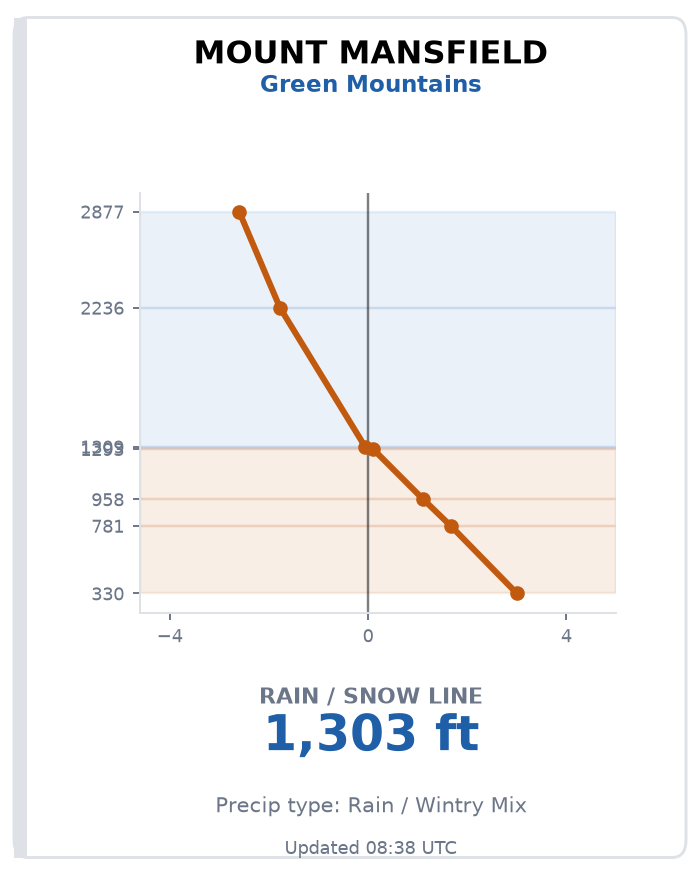 MOUNT MANSFIELD
Green Mountains
2877
2236
1309
958
781
330
−4 0 4
RAIN / SNOW LINE
1,303 ft
Precip type: Rain / Wintry Mix
Updated 08:38 UTC